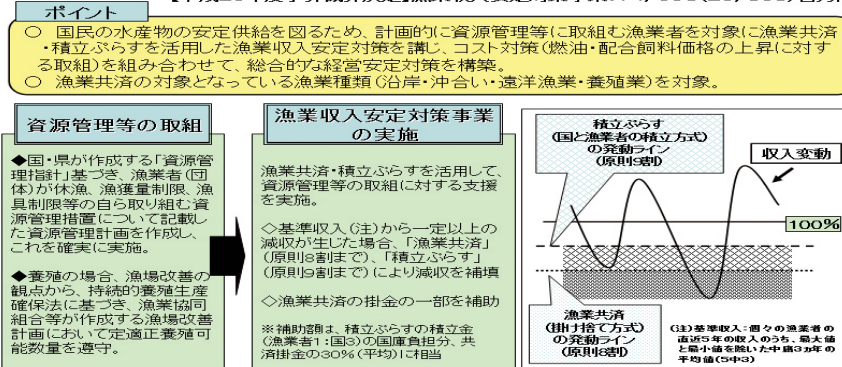 ポイント
○ 国民の水産物の安定供給を図るため、計画的に資源管理等に取組む漁業者を対象に漁業共済
・積立ぷらすを活用した漁業収入安定対策を講じ、コスト対策(燃油・配合飼料価格の上昇に対す
る取組)を組み合わせて、総合的な経営安定対策を構築。
○ 漁業共済の対象となっている漁業種類(沿岸・沖合い・遠洋漁業・養殖業)を対象。
資源管理等の取組
◆国・県が作成する「資源管
理指針」基づき、漁業者(団
体)が休漁、漁獲量制限、漁
具制限等の自ら取り組む資
源管理措置について記載し
た資源管理計画を作成し、
これを確実に実施。
◆養殖の場合、漁場改善の
観点から、持続的養殖生産
確保法に基づき、漁業協同
組合等が作成する漁場改善
計画において定適正養殖可
能数量を遵守。
漁業収入安定対策事業
の実施
漁業共済・積立ぷらすを活用して、
資源管理等の取組に対する支援
を実施。
◇基準収入(注)から一定以上の
減収が生じた場合、「漁業共済」
(原則8割まで)、「積立ぷらす」
(原則9割まで)により減収を補填
◇漁業共済の掛金の一部を補助
※補助額は、積立ぷらすの積立金
(漁業者1:国3)の国庫負担分、共
済掛金の30%(平均)に相当
積立ぷらす
(国と漁業者の積立方式)
の発動ライン
(原則9割)
収入変動
100%
漁業共済
(掛け捨て方式)
の発動ライン
(原則8割)
(注)基準収入:個々の漁業者の
直近5年の収入のうち、最大値
と最小値を除いた中庸3ヵ年の
平均値(5中3)